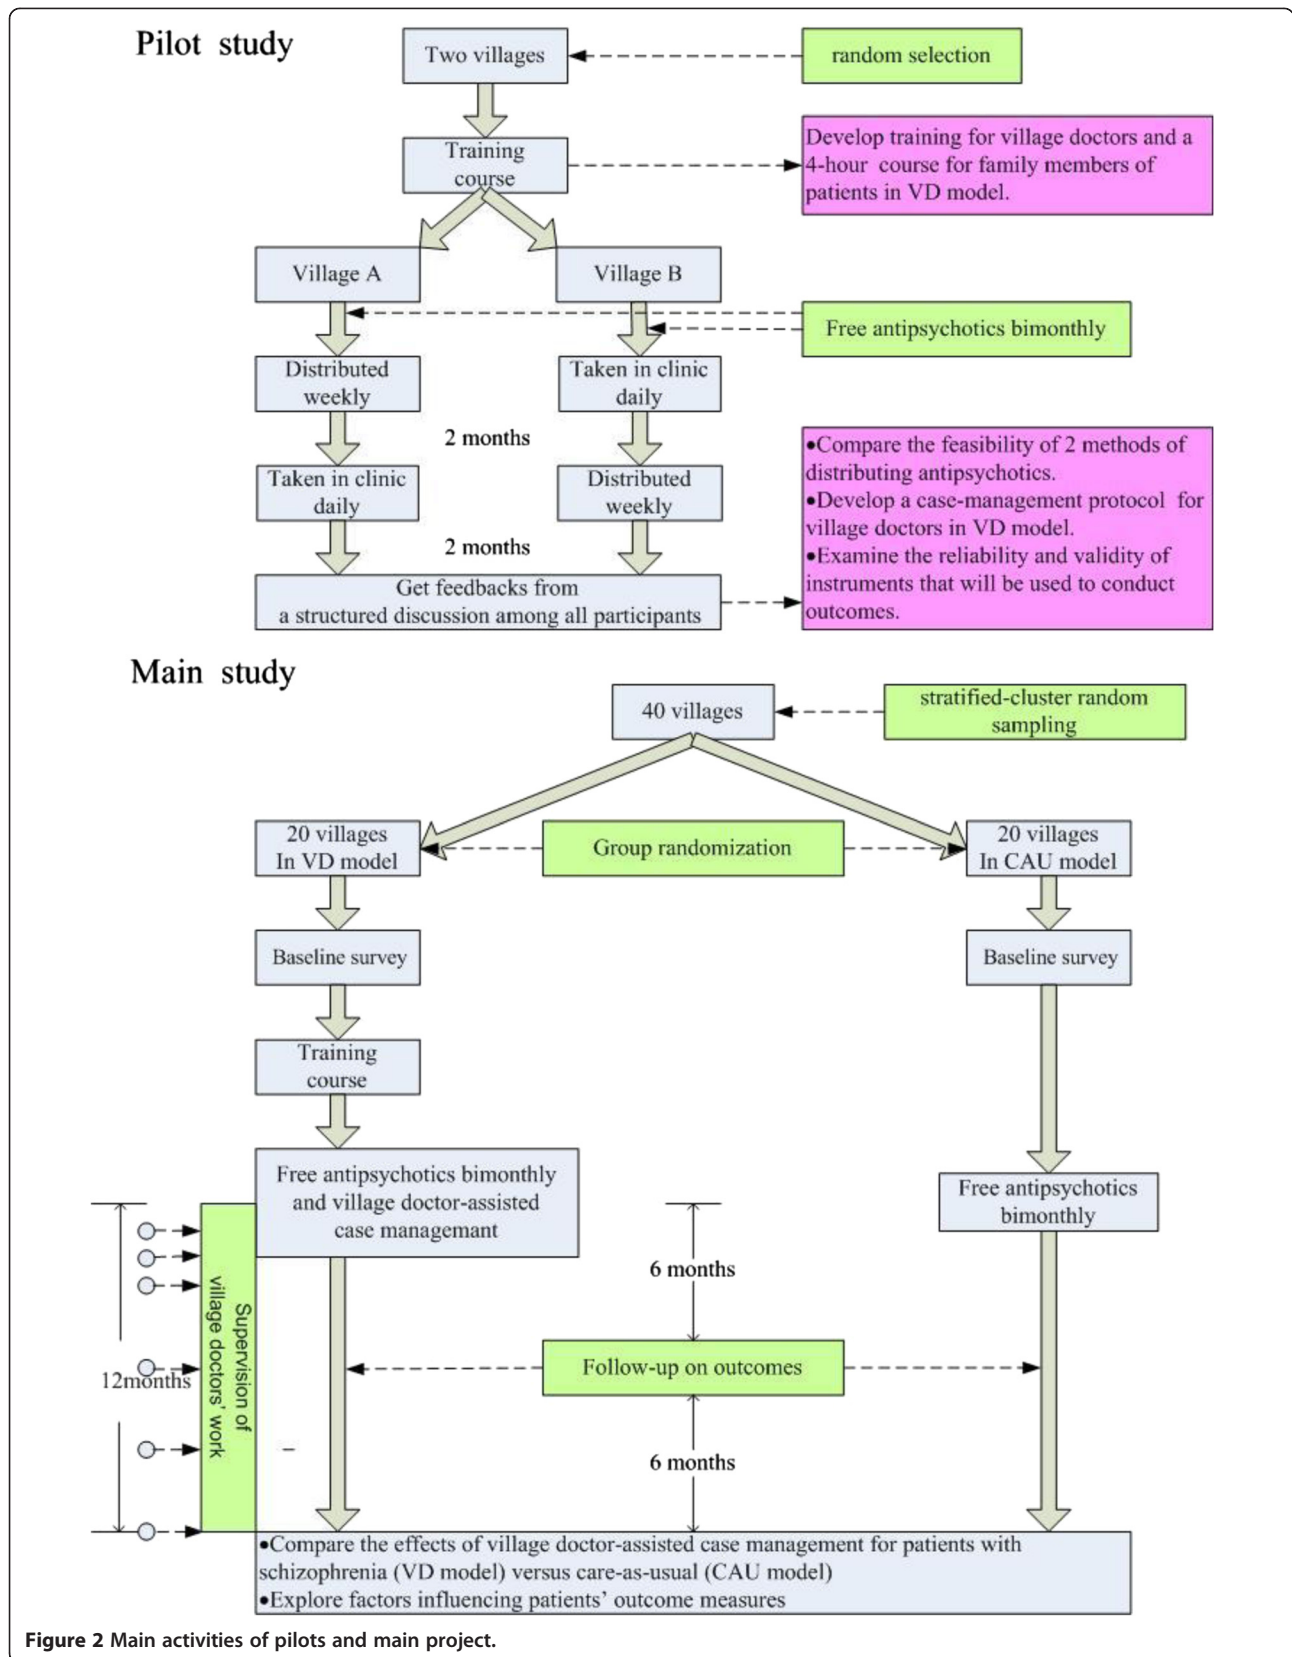 Pilot study
Two villages
random selection
Training
course
Develop training for village doctors and a
4-hour course for family members of
patients in VD model.
Village A
Village B
Free antipsychotics bimonthly
Distributed
weekly
Taken in clinic
daily
2 months
Taken in clinic
daily
Distributed
weekly
2 months
•Compare the feasibility of 2 methods of
distributing antipsychotics.
•Develop a case-management protocol for
village doctors in VD model.
•Examine the reliability and validity of
instruments that will be used to conduct
outcomes.
Get feedbacks from
a structured discussion among all participants
Main study
40 villages
stratified-cluster random
sampling
20 villages
In VD model
Group randomization
20 villages
In CAU model
Baseline survey
Baseline survey
Training
course
Free antipsychotics bimonthly
and village doctor-assisted
case managemant
Free antipsychotics
bimonthly
6 months
Supervision of
village doctors' work
12months
Follow-up on outcomes
6 months
•Compare the effects of village doctor-assisted case management for patients with
schizophrenia (VD model) versus care-as-usual (CAU model)
•Explore factors influencing patients' outcome measures
Figure 2 Main activities of pilots and main project.